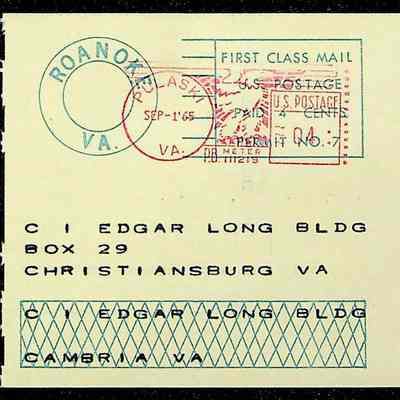 ROANOKE
VA.
FIRST CLASS MAIL
U.S. POSTAGE
PAID 4 CENTS
PERMIT NO. 7
PULASKI
SEP-1'65
VA.
U.S. POSTAGE
04
METER
P.B. 111219
C I EDGAR LONG BLDG
BOX 29
CHRISTIANSBURG VA
C I EDGAR LONG BLDG
CAMBRIA VA